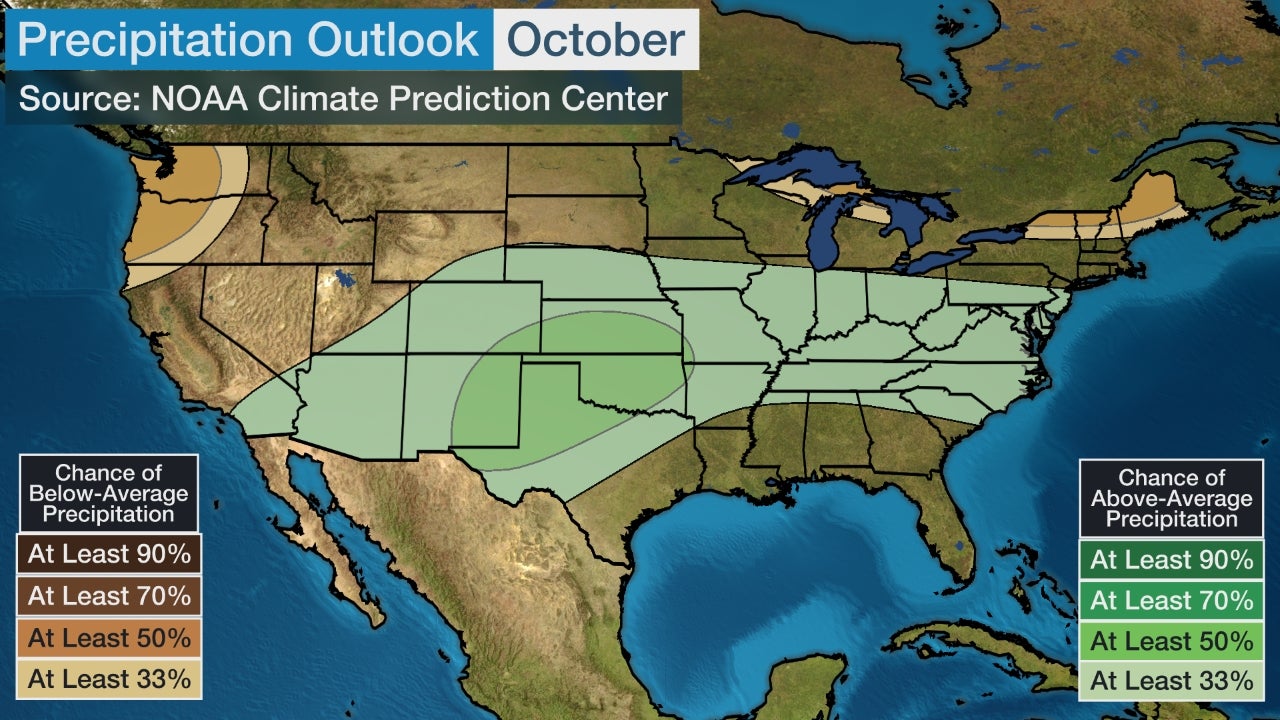 Precipitation Outlook October
Source: NOAA Climate Prediction Center
Chance of
Below-Average
Precipitation
At Least 90%
At Least 70%
At Least 50%
At Least 33%
Chance of
Above-Average
Precipitation
At Least 90%
At Least 70%
At Least 50%
At Least 33%